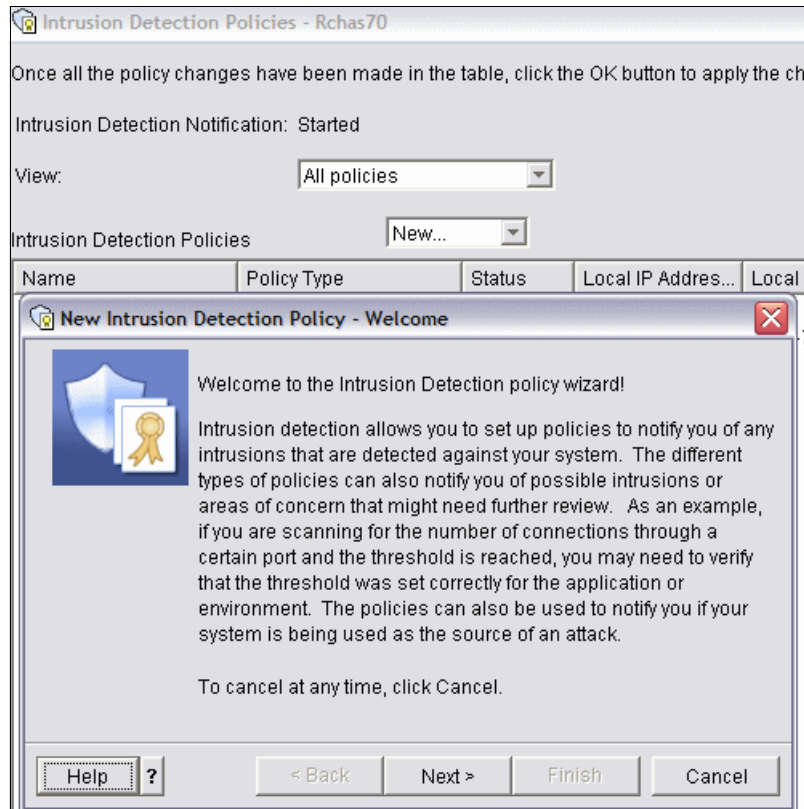 Intrusion Detection Policies - Rchas70
Once all the policy changes have been made in the table, click the OK button to apply the ch
Intrusion Detection Notification: Started
View: All policies
Intrusion Detection Policies New...
Name Policy Type Status Local IP Addres... Local
New Intrusion Detection Policy - Welcome
Welcome to the Intrusion Detection policy wizard!
Intrusion detection allows you to set up policies to notify you of any
intrusions that are detected against your system. The different
types of policies can also notify you of possible intrusions or
areas of concern that might need further review. As an example,
if you are scanning for the number of connections through a
certain port and the threshold is reached, you may need to verify
that the threshold was set correctly for the application or
environment. The policies can also be used to notify you if your
system is being used as the source of an attack.
To cancel at any time, click Cancel.
Help ? < Back Next > Finish Cancel